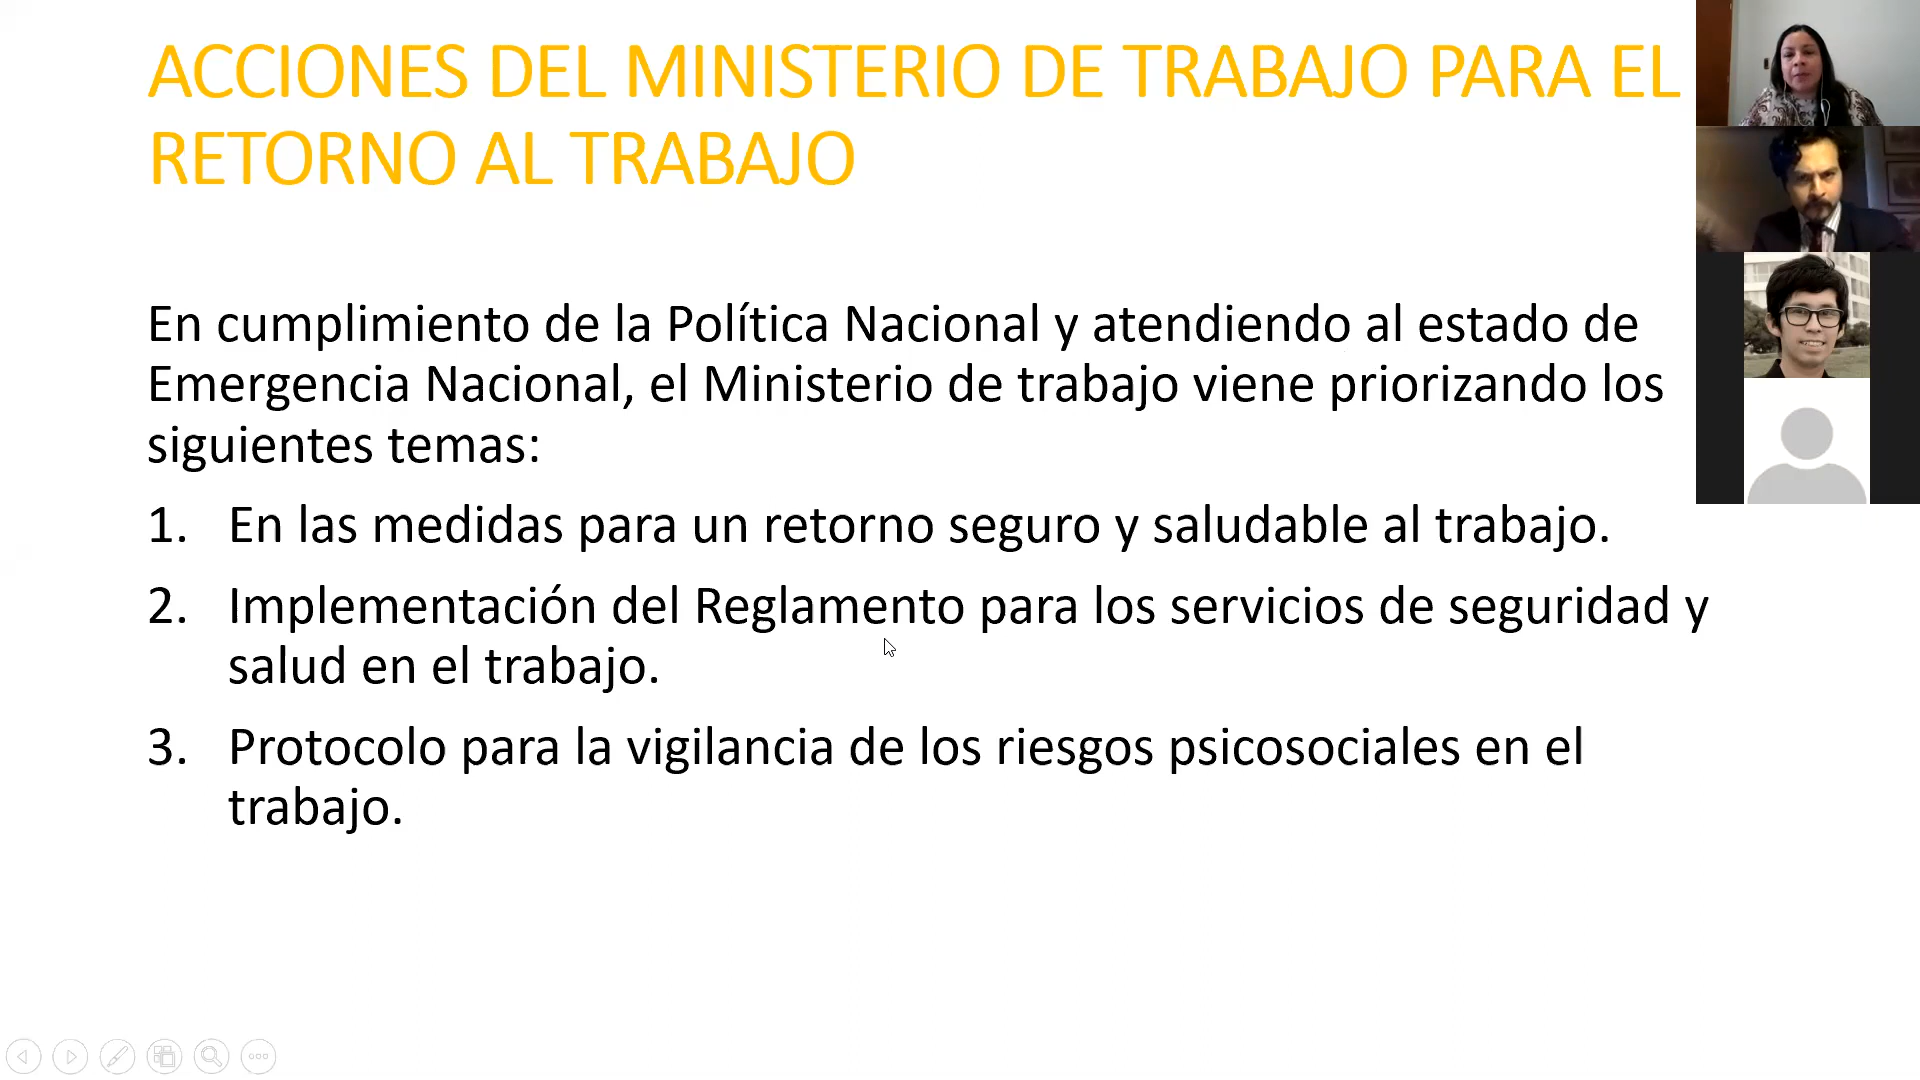 ACCIONES DEL MINISTERIO DE TRABAJO PARA EL
RETORNO AL TRABAJO
En cumplimiento de la Política Nacional y atendiendo al estado de
Emergencia Nacional, el Ministerio de trabajo viene priorizando los
siguientes temas:
1. En las medidas para un retorno seguro y saludable al trabajo.
2. Implementación del Reglamento para los servicios de seguridad y
salud en el trabajo.
3. Protocolo para la vigilancia de los riesgos psicosociales en el
trabajo.